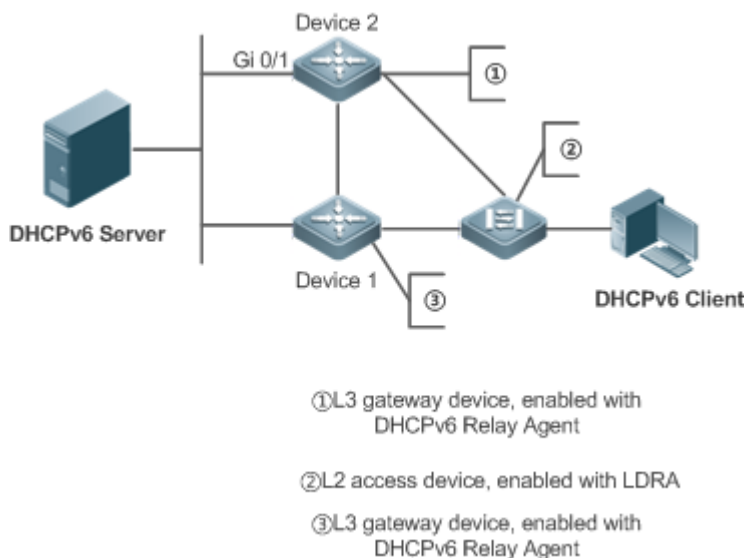 Device 2
Gi 0/1
①
②
DHCPv6 Server
Device 1
③
DHCPv6 Client
①L3 gateway device, enabled with
DHCPv6 Relay Agent
②L2 access device, enabled with LDRA
③L3 gateway device, enabled with
DHCPv6 Relay Agent